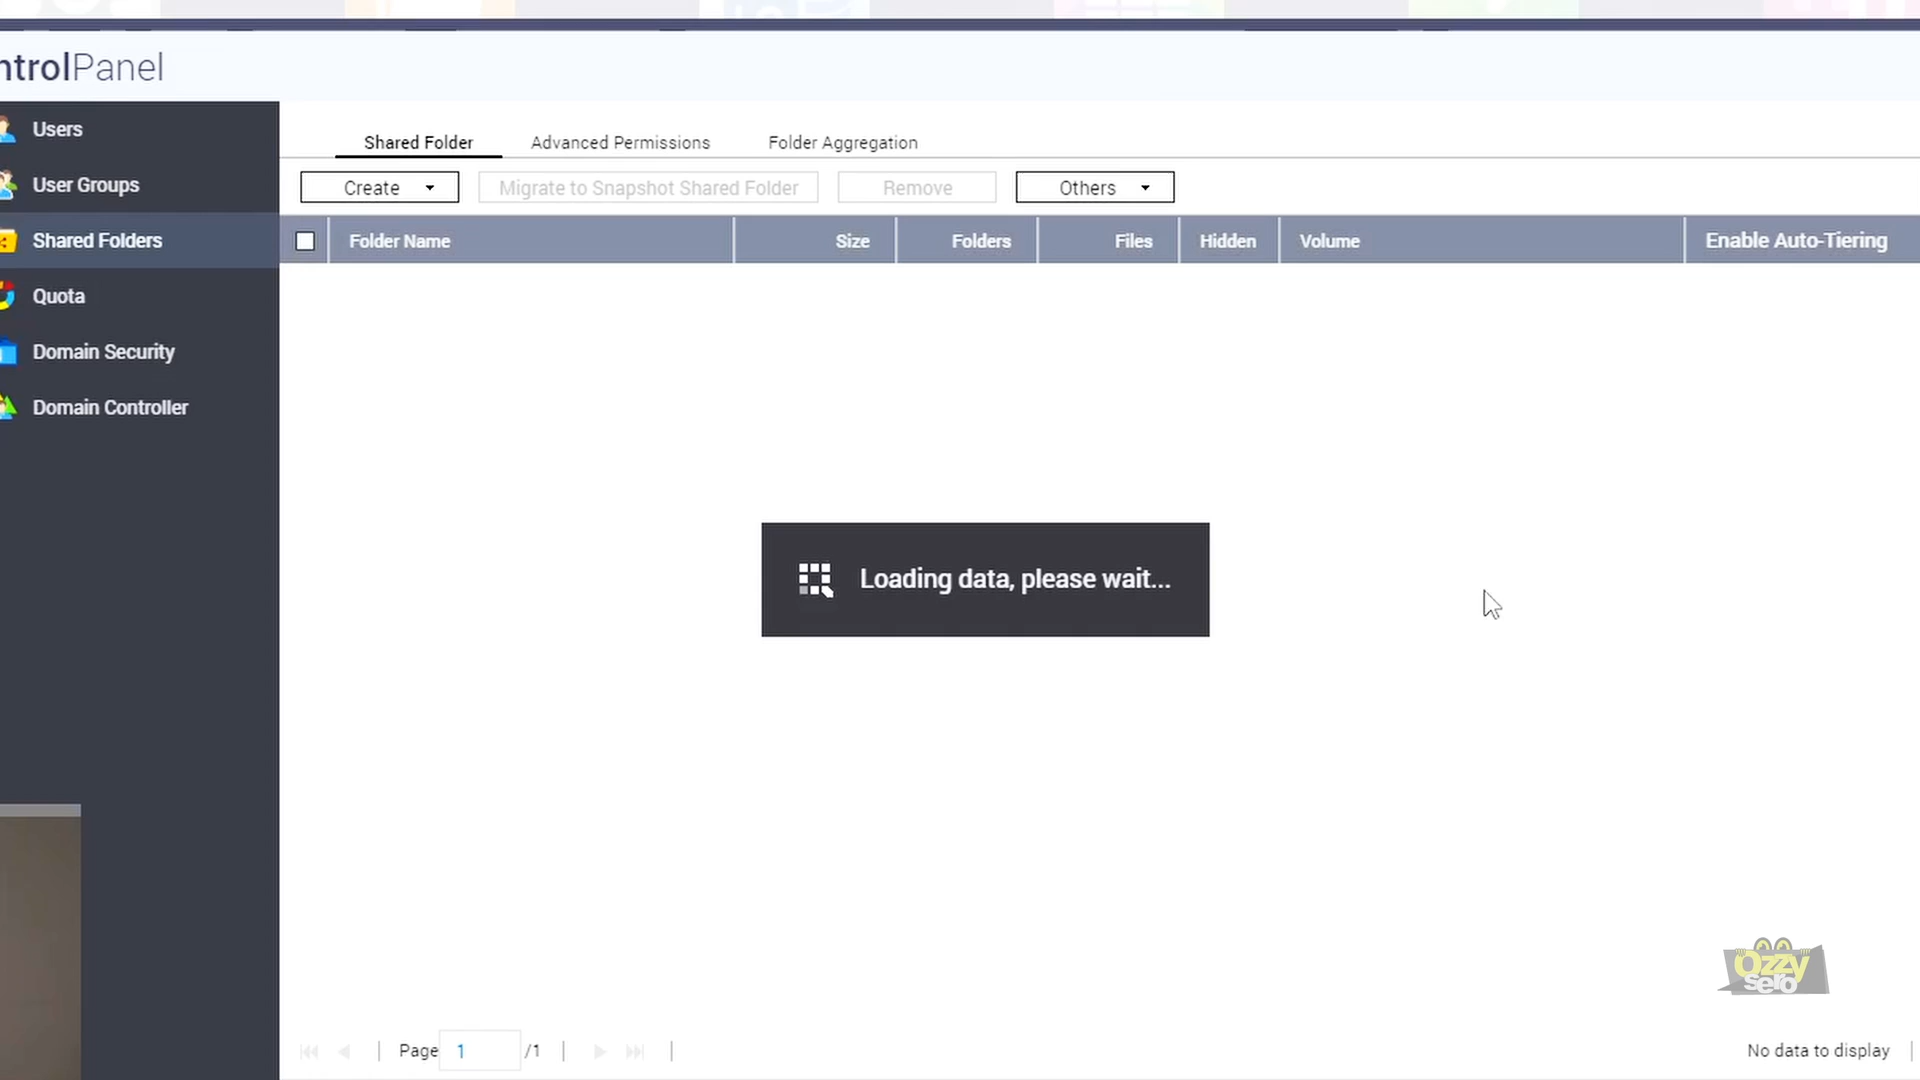 ntrolPanel
Users
User Groups
Shared Folders
Quota
Domain Security
Domain Controller
Shared Folder Advanced Permissions Folder Aggregation
Create Migrate to Snapshot Shared Folder Remove Others
Folder Name Size Folders Files Hidden Volume Enable Auto-Tiering
Loading data, please wait...
Ozzy
sero
Page 1 /1 No data to display